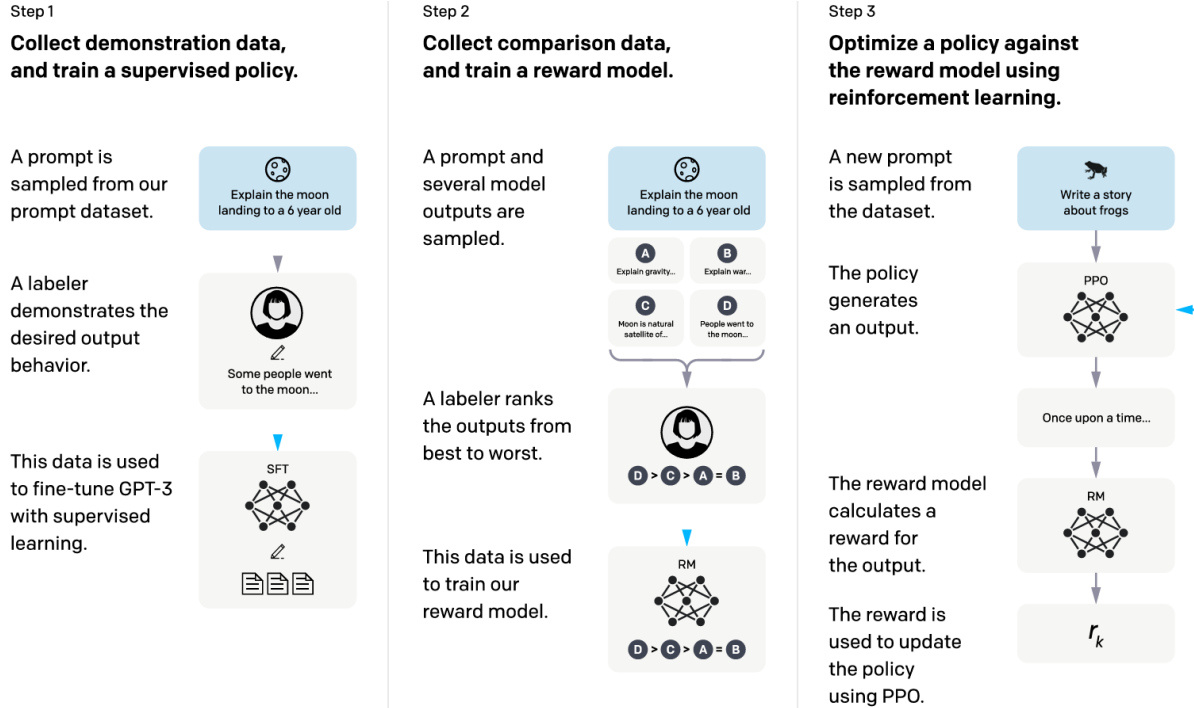 Step 1
Collect demonstration data,
and train a supervised policy.
A prompt is
sampled from our
prompt dataset.
Explain the moon
landing to a 6 year old
A labeler
demonstrates the
desired output
behavior.
Some people went
to the moon...
This data is used
to fine-tune GPT-3
with supervised
learning.
SFT
Step 2
Collect comparison data,
and train a reward model.
A prompt and
several model
outputs are
sampled.
Explain the moon
landing to a 6 year old
A
Explain gravity...
B
Explain war...
C
Moon is natural
satellite of...
D
People went to
the moon...
A labeler ranks
the outputs from
best to worst.
D > C > A = B
This data is used
to train our
reward model.
RM
D > C > A = B
Step 3
Optimize a policy against
the reward model using
reinforcement learning.
A new prompt
is sampled from
the dataset.
Write a story
about frogs
The policy
generates
an output.
PPO
Once upon a time...
The reward model
calculates a
reward for
the output.
RM
The reward is
used to update
the policy
using PPO.
rk